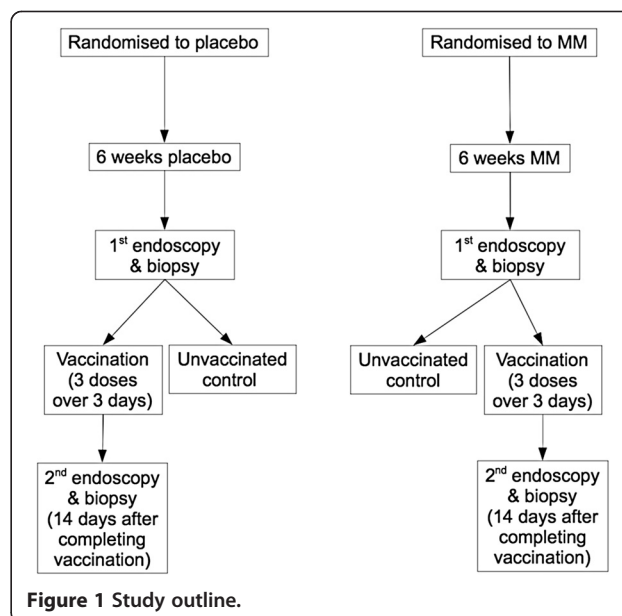 Randomised to placebo
Randomised to MM
6 weeks placebo
6 weeks MM
1st endoscopy
& biopsy
1st endoscopy
& biopsy
Vaccination
(3 doses
over 3 days)
Unvaccinated
control
Unvaccinated
control
Vaccination
(3 doses
over 3 days)
2nd endoscopy
& biopsy
(14 days after
completing
vaccination)
2nd endoscopy
& biopsy
(14 days after
completing
vaccination)
Figure 1 Study outline.